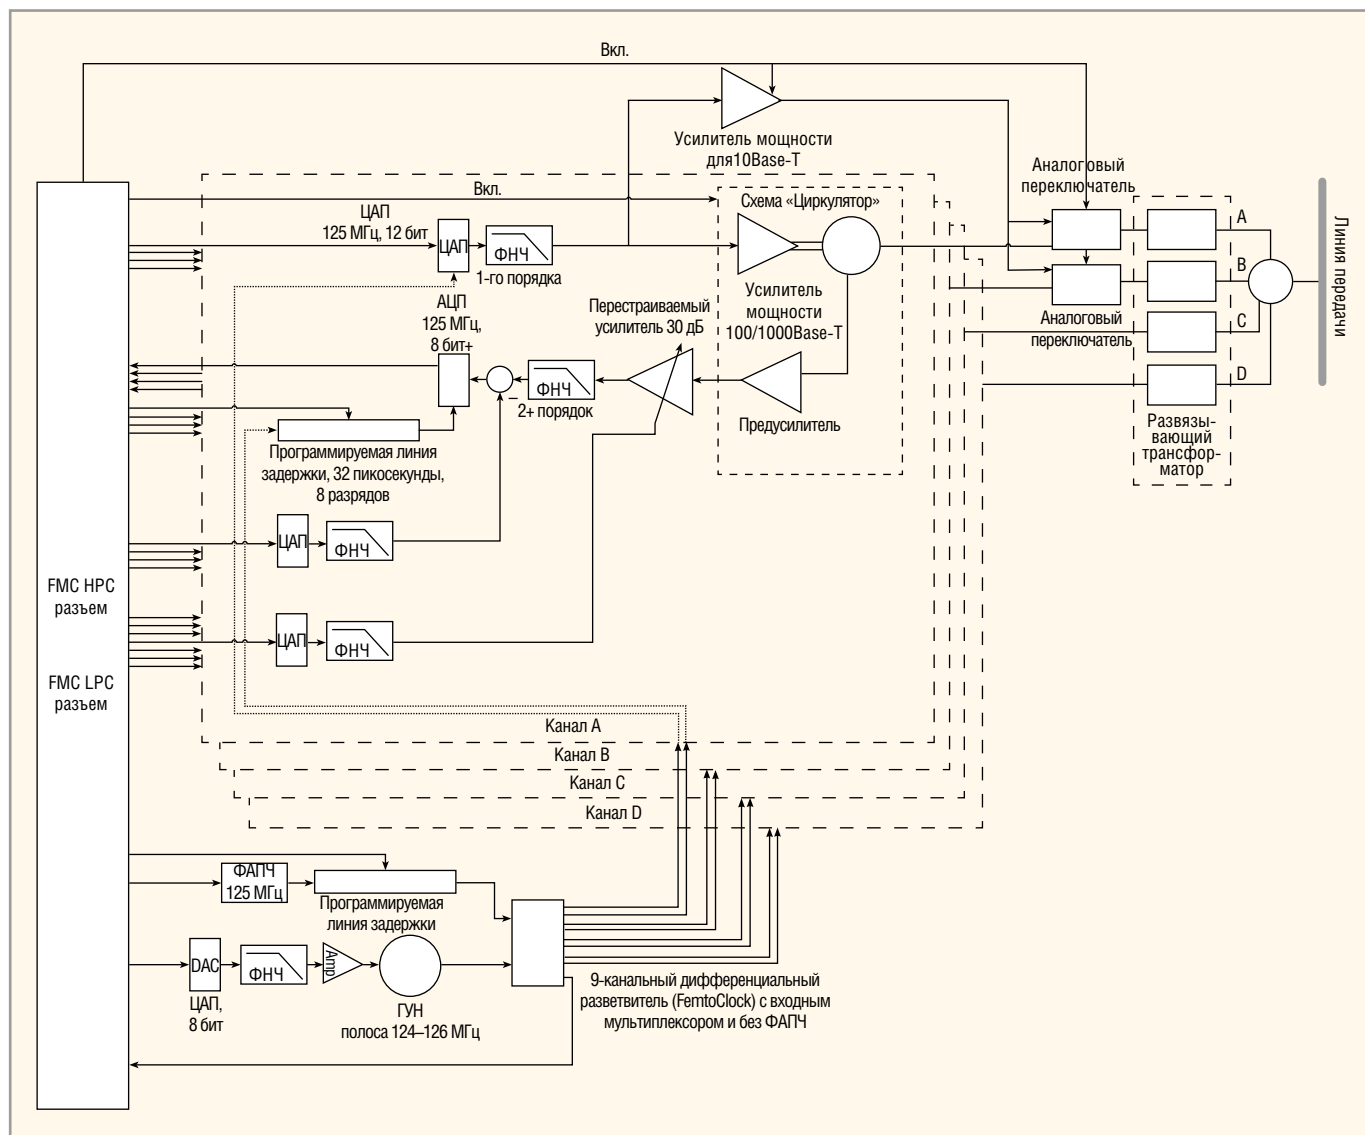 Вкл.
Усилитель мощности
для10Base-T
Аналоговый
переключатель
Вкл.
Схема «Циркулятор»
ЦАП
125 МГц, 12 бит
ЦАП
ФНЧ
1-го порядка
A
B
C
D
Линия передачи
Усилитель
мощности
100/1000Base-T
Аналоговый
переключатель
АЦП
125 МГц,
8 бит+
Перестраиваемый
усилитель 30 дБ
ФНЧ
–
2+ порядок
Предусилитель
Развязы-
вающий
трансфор-
матор
Программируемая линия
задержки, 32 пикосекунды,
8 разрядов
ЦАП
ФНЧ
FMC HPC
разъем
ЦАП
ФНЧ
FMC LPC
разъем
Канал A
Канал B
Канал C
Канал D
ФАПЧ
125 МГц
Программируемая
линия задержки
DAC
ФНЧ
Amp
ЦАП,
8 бит
ГУН
полоса 124–126 МГц
9-канальный дифференциальный
разветвитель (FemtoClock) с входным
мультиплексором и без ФАПЧ